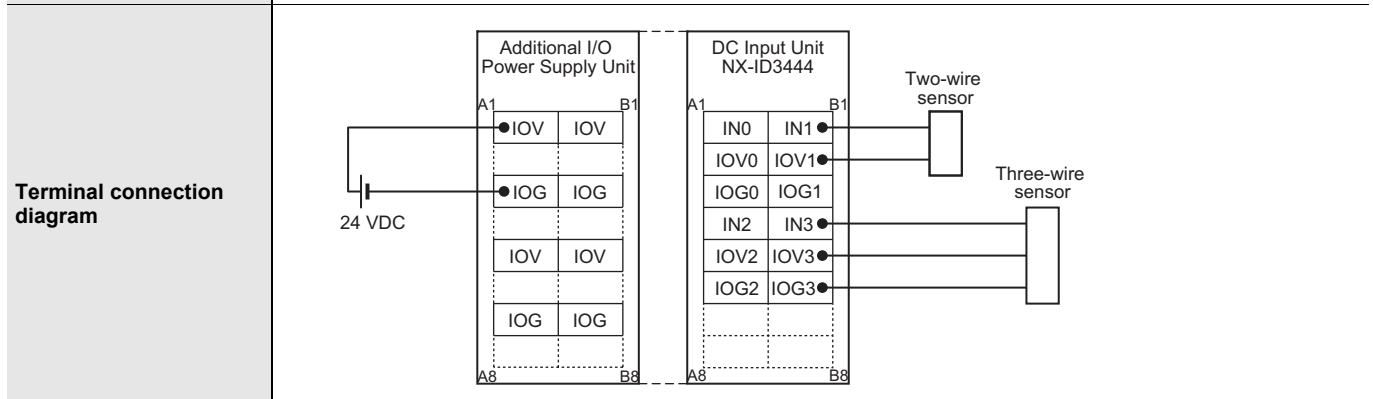 Terminal connection
diagram
24 VDC
Additional I/O
Power Supply Unit
A1 B1
IOV IOV
IOG IOG
IOV IOV
IOG IOG
A8 B8
DC Input Unit
NX-ID3444
A1 B1
IN0 IN1
IOV0 IOV1
IOG0 IOG1
IN2 IN3
IOV2 IOV3
IOG2 IOG3
A8 B8
Two-wire
sensor
Three-wire
sensor